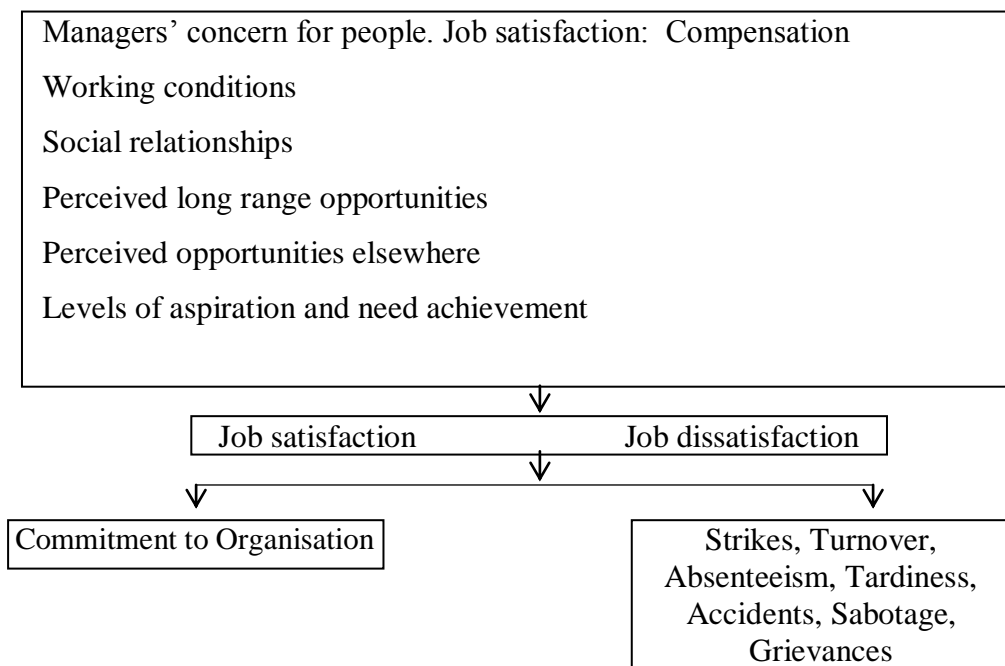 Managers’ concern for people. Job satisfaction: Compensation
Working conditions
Social relationships
Perceived long range opportunities
Perceived opportunities elsewhere
Levels of aspiration and need achievement
Job satisfaction Job dissatisfaction
Commitment to Organisation
Strikes, Turnover,
Absenteeism, Tardiness,
Accidents, Sabotage,
Grievances